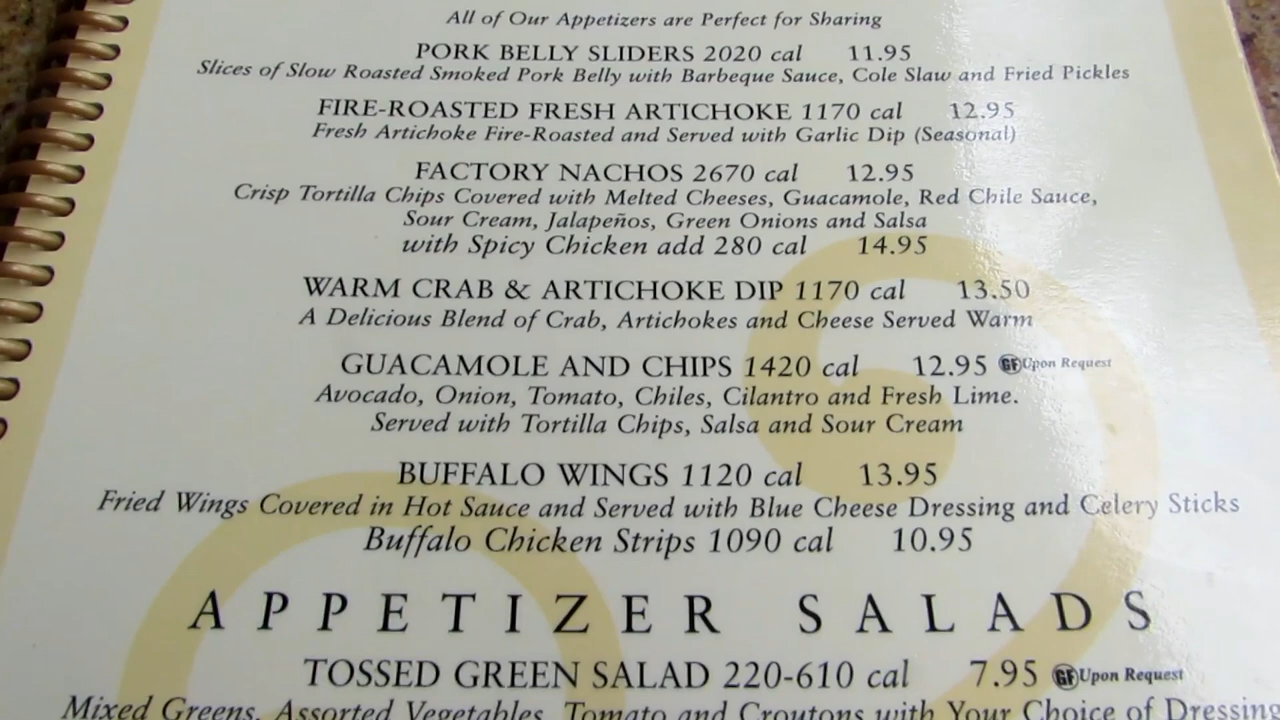 All of Our Appetizers are Perfect for Sharing
PORK BELLY SLIDERS 2020 cal 11.95
Slices of Slow Roasted Smoked Pork Belly with Barbeque Sauce, Cole Slaw and Fried Pickles
FIRE-ROASTED FRESH ARTICHOKE 1170 cal 12.95
Fresh Artichoke Fire-Roasted and Served with Garlic Dip (Seasonal)
FACTORY NACHOS 2670 cal 12.95
Crisp Tortilla Chips Covered with Melted Cheeses, Guacamole, Red Chile Sauce,
Sour Cream, Jalapeños, Green Onions and Salsa
with Spicy Chicken add 280 cal 14.95
WARM CRAB & ARTICHOKE DIP 1170 cal 13.50
A Delicious Blend of Crab, Artichokes and Cheese Served Warm
GUACAMOLE AND CHIPS 1420 cal 12.95 GF Upon Request
Avocado, Onion, Tomato, Chiles, Cilantro and Fresh Lime.
Served with Tortilla Chips, Salsa and Sour Cream
BUFFALO WINGS 1120 cal 13.95
Fried Wings Covered in Hot Sauce and Served with Blue Cheese Dressing and Celery Sticks
Buffalo Chicken Strips 1090 cal 10.95
APPETIZER SALADS
TOSSED GREEN SALAD 220-610 cal 7.95 GF Upon Request
Mixed Greens, Assorted Vegetables, Tomato and Croutons with Your Choice of Dressing